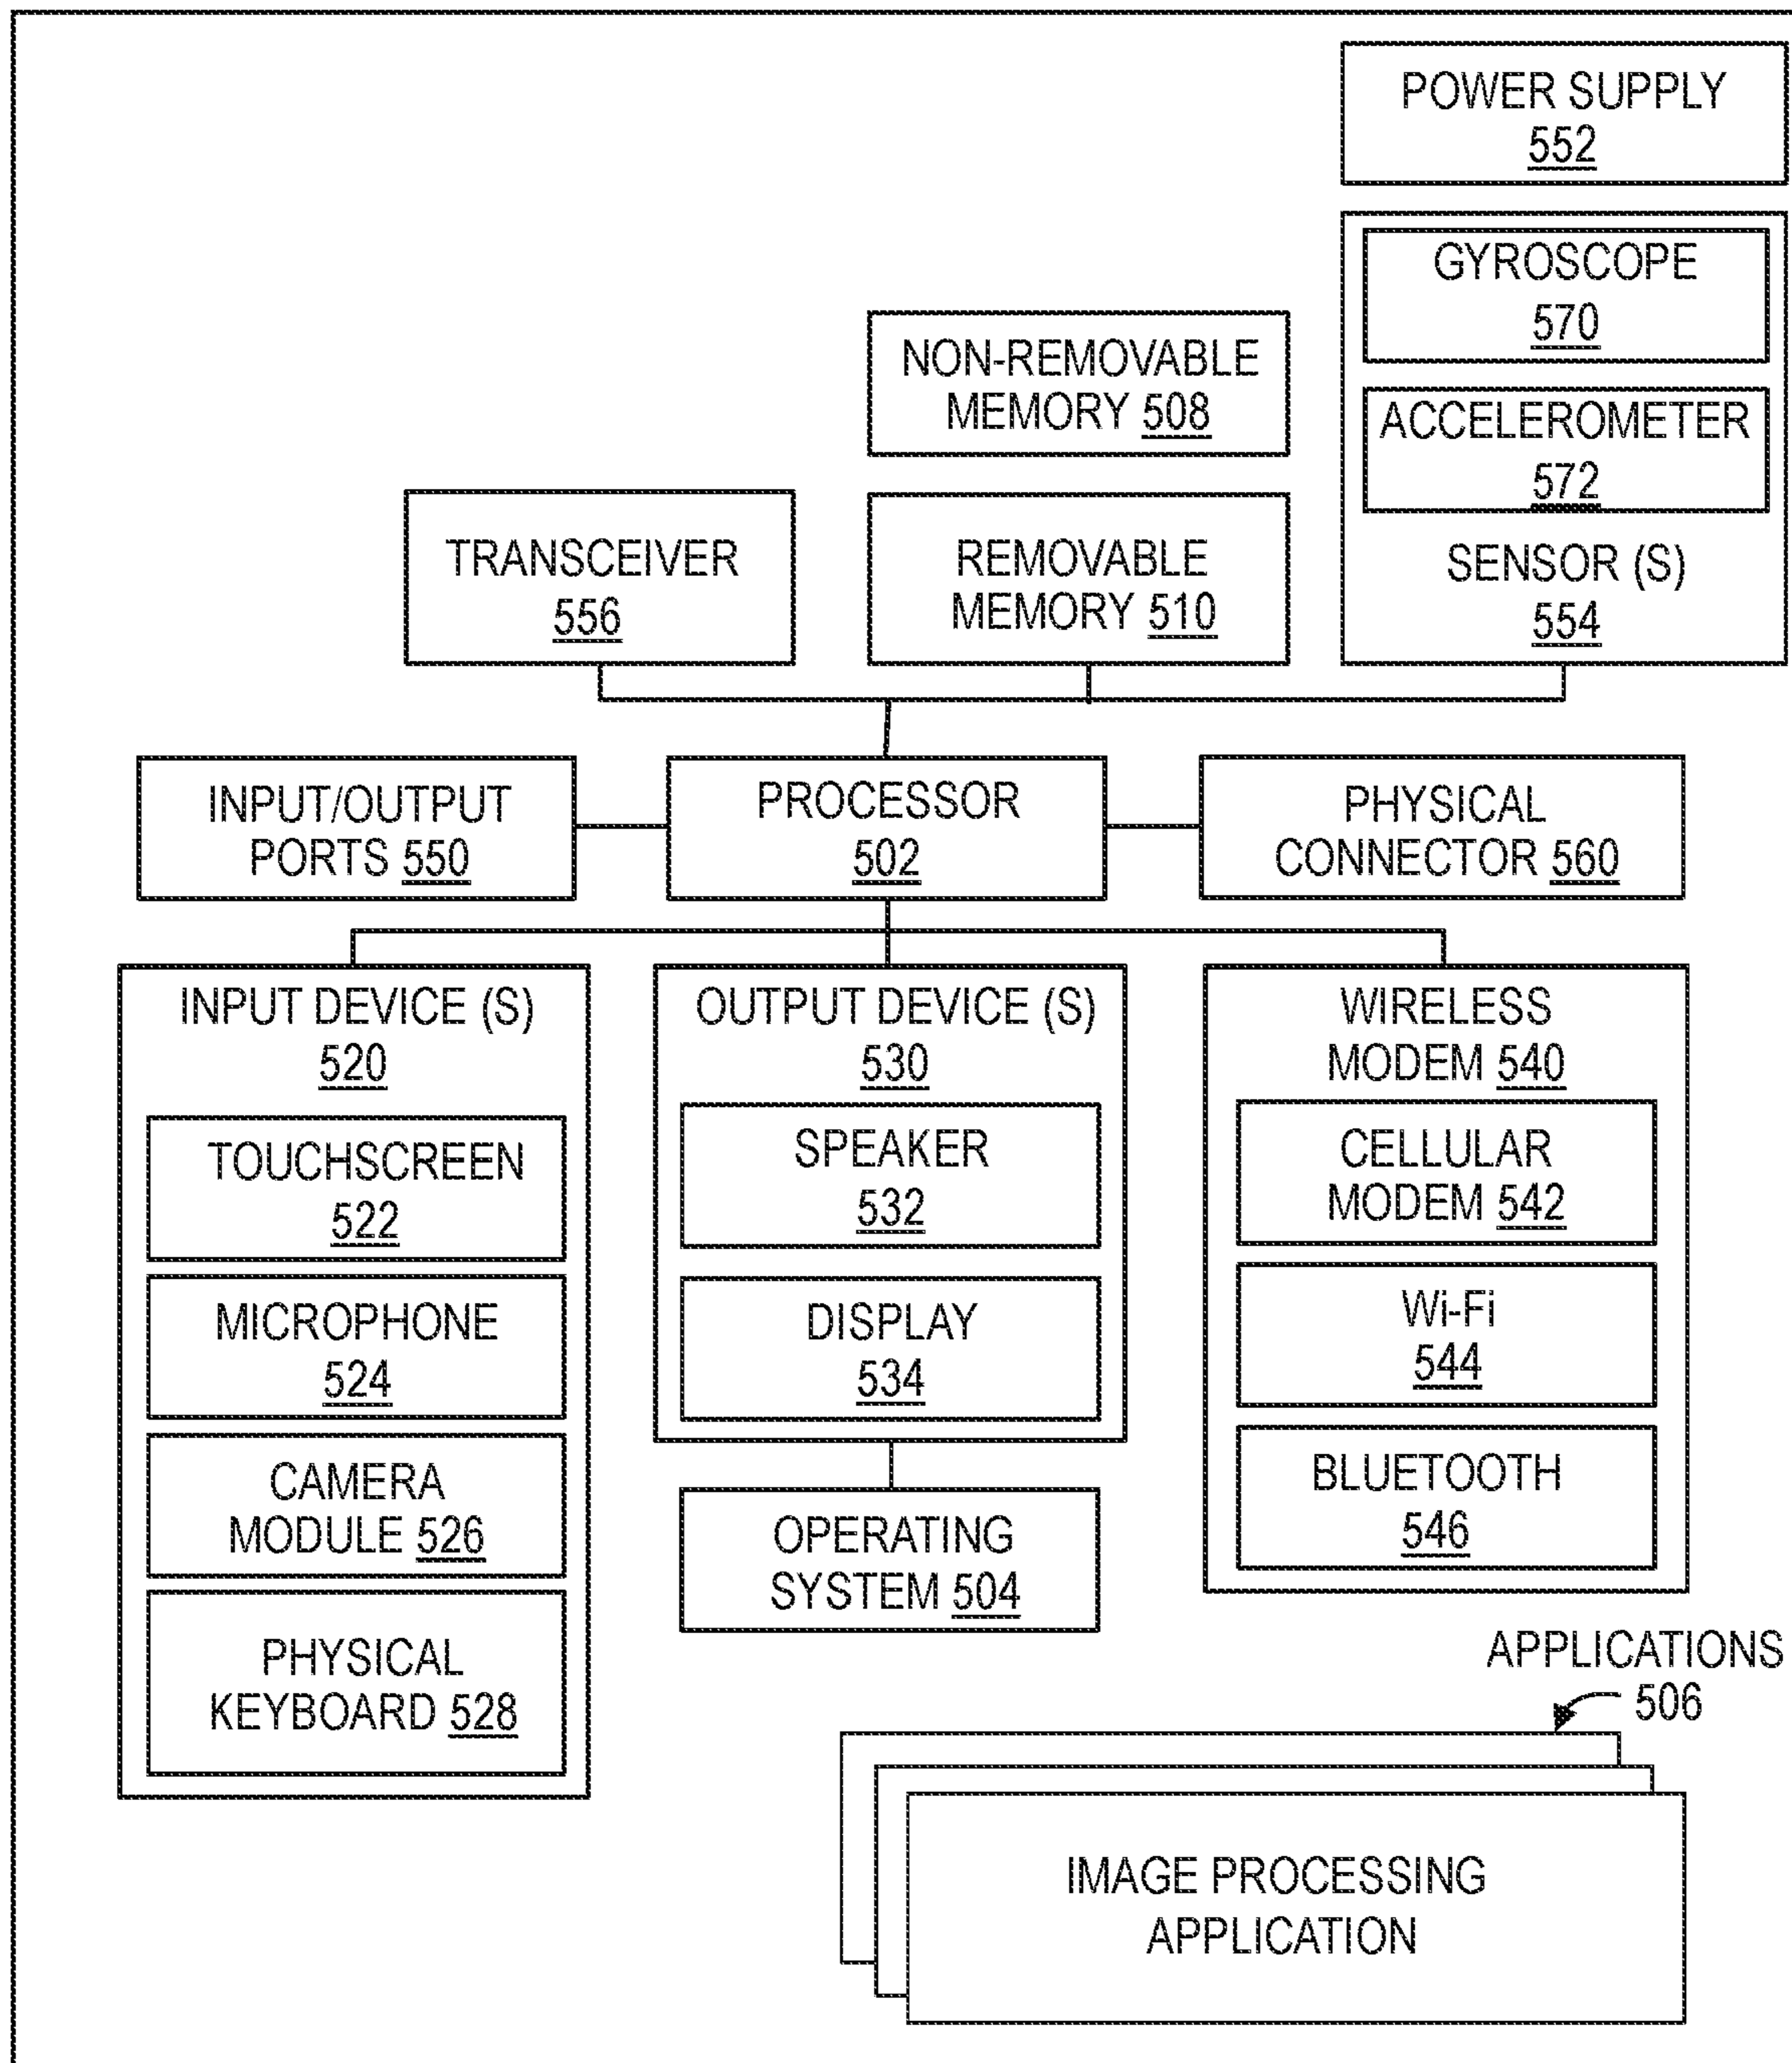 POWER SUPPLY
552
GYROSCOPE
570
ACCELEROMETER
572
SENSOR (S)
554
NON-REMOVABLE
MEMORY 508
REMOVABLE
MEMORY 510
TRANSCEIVER
556
INPUT/OUTPUT
PORTS 550
PROCESSOR
502
PHYSICAL
CONNECTOR 560
INPUT DEVICE (S)
520
TOUCHSCREEN
522
MICROPHONE
524
CAMERA
MODULE 526
PHYSICAL
KEYBOARD 528
OUTPUT DEVICE (S)
530
SPEAKER
532
DISPLAY
534
OPERATING
SYSTEM 504
WIRELESS
MODEM 540
CELLULAR
MODEM 542
Wi-Fi
544
BLUETOOTH
546
APPLICATIONS
506
IMAGE PROCESSING
APPLICATION